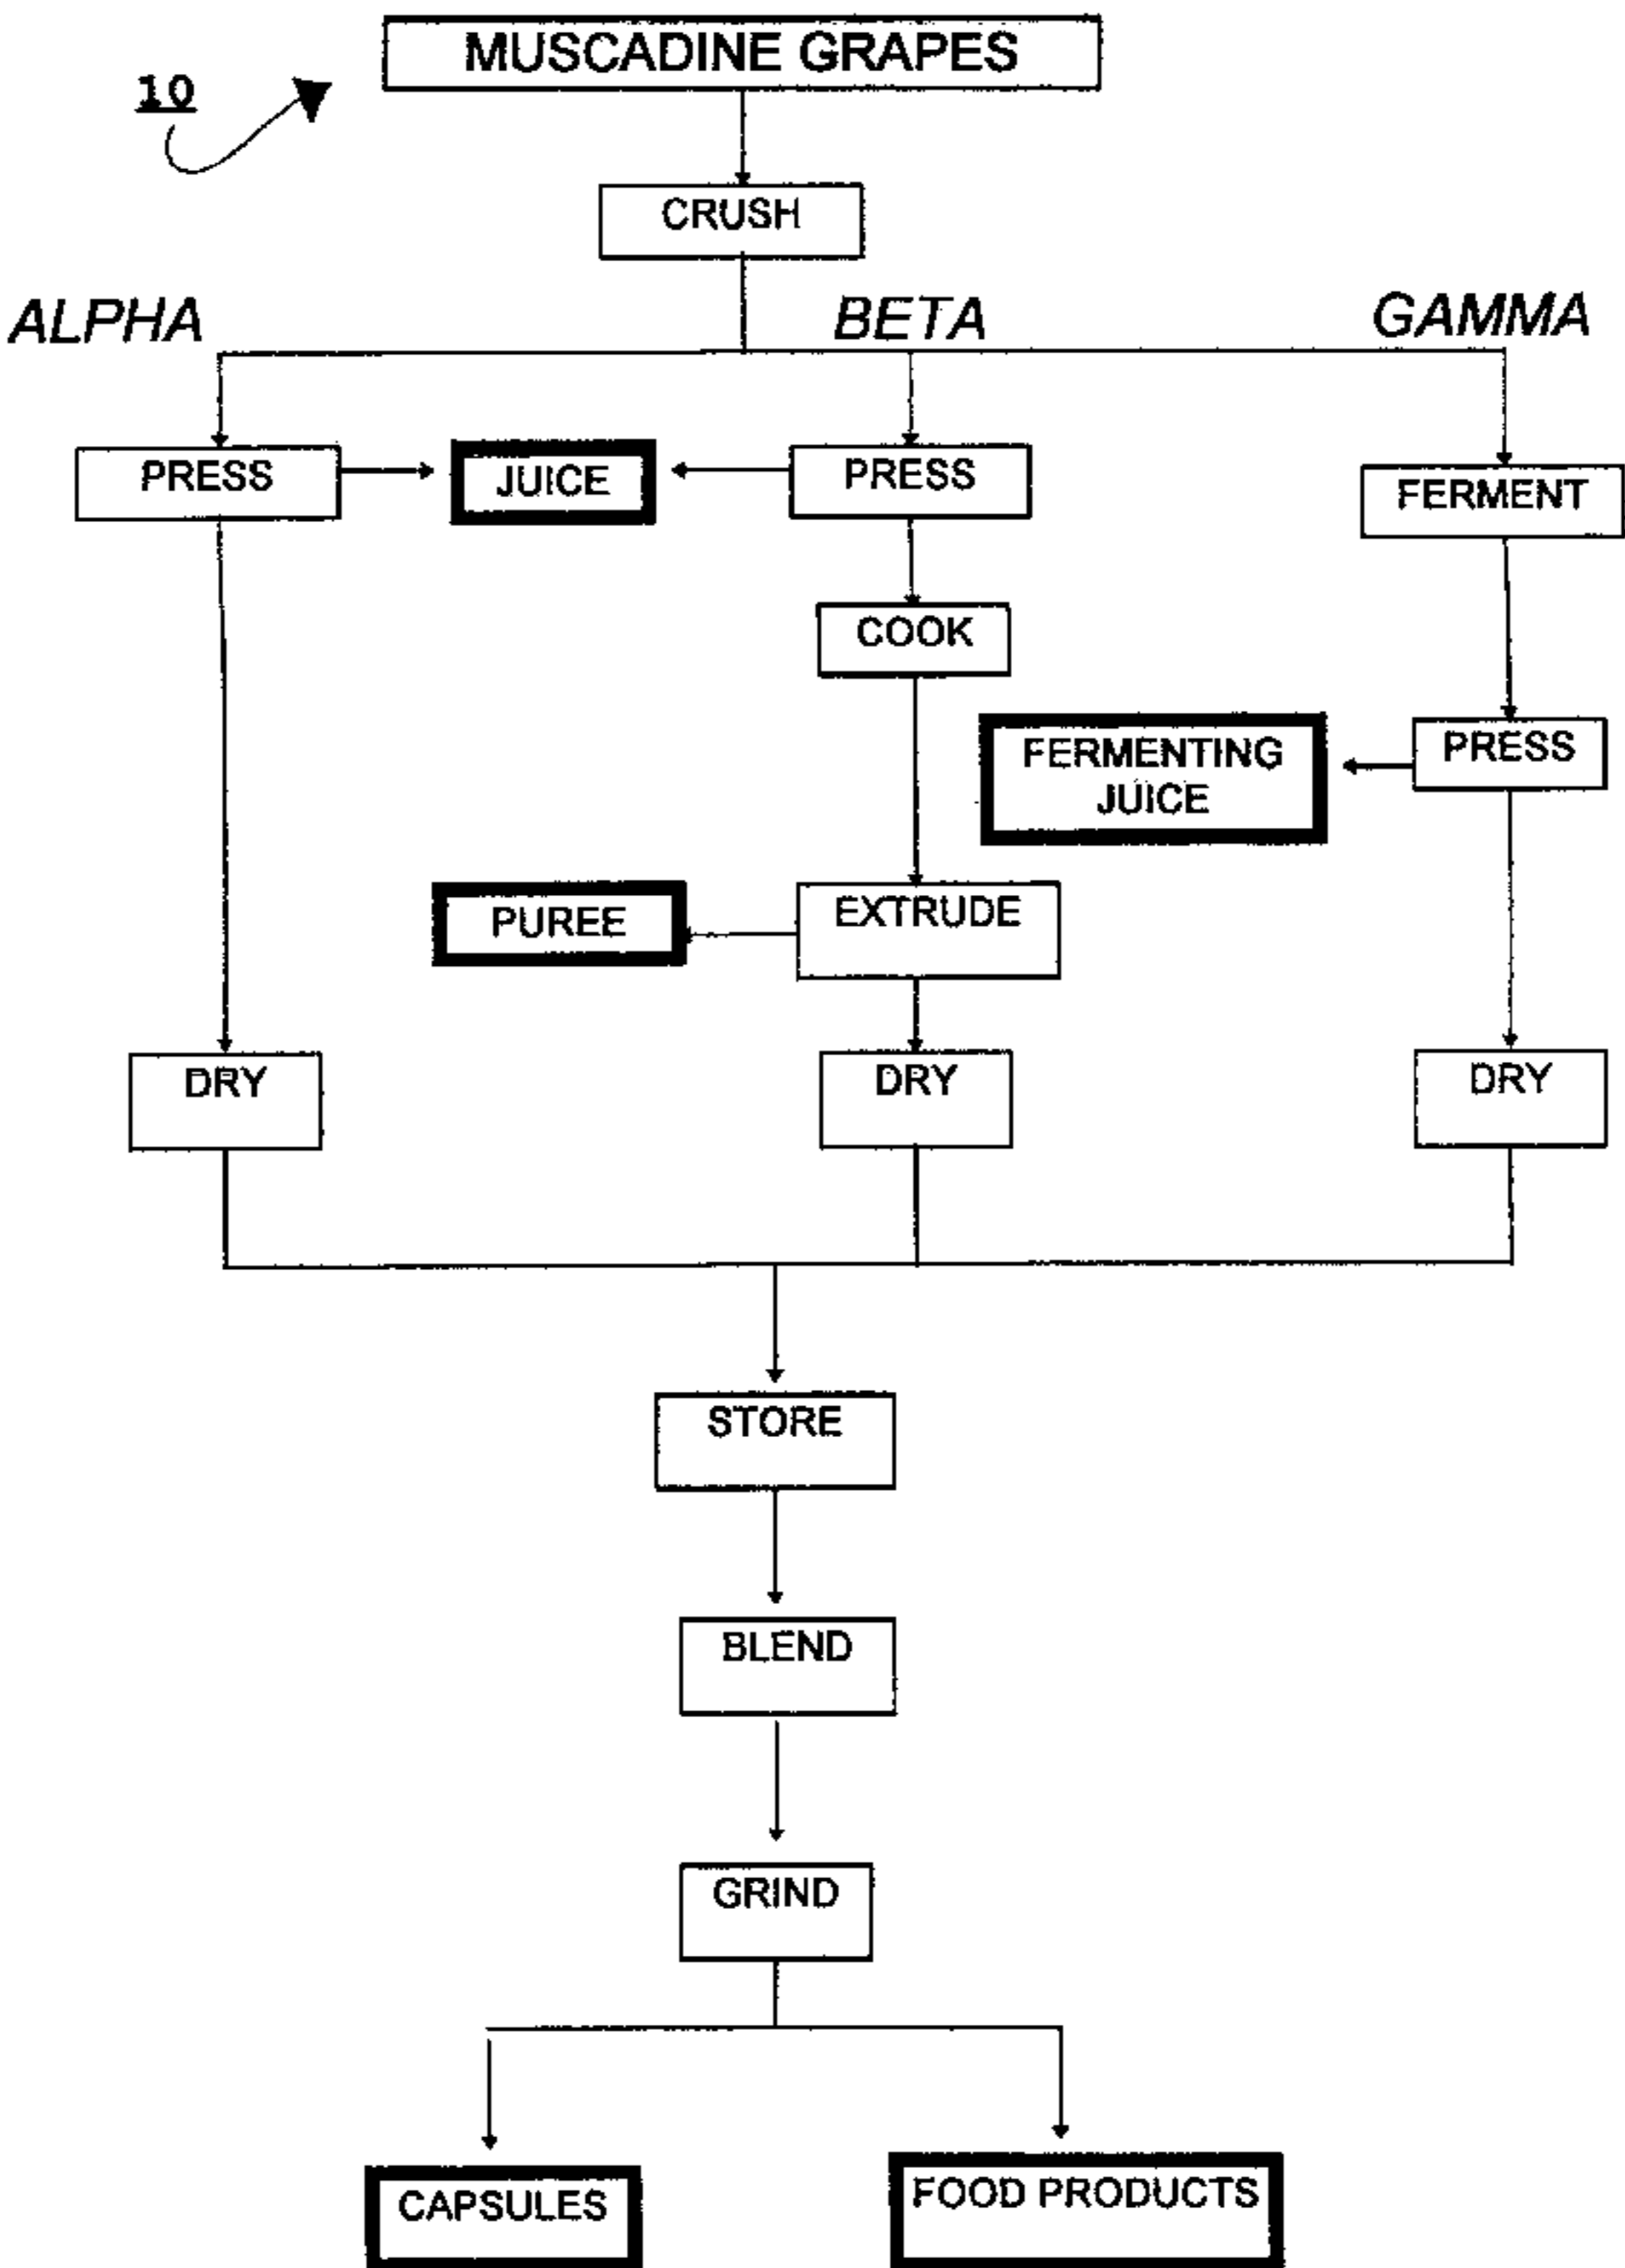 MUSCADINE GRAPES
10
CRUSH
ALPHA
BETA
GAMMA
PRESS
JUICE
PRESS
FERMENT
COOK
FERMENTING
JUICE
PRESS
PUREE
EXTRUDE
DRY
DRY
DRY
STORE
BLEND
GRIND
CAPSULES
FOOD PRODUCTS